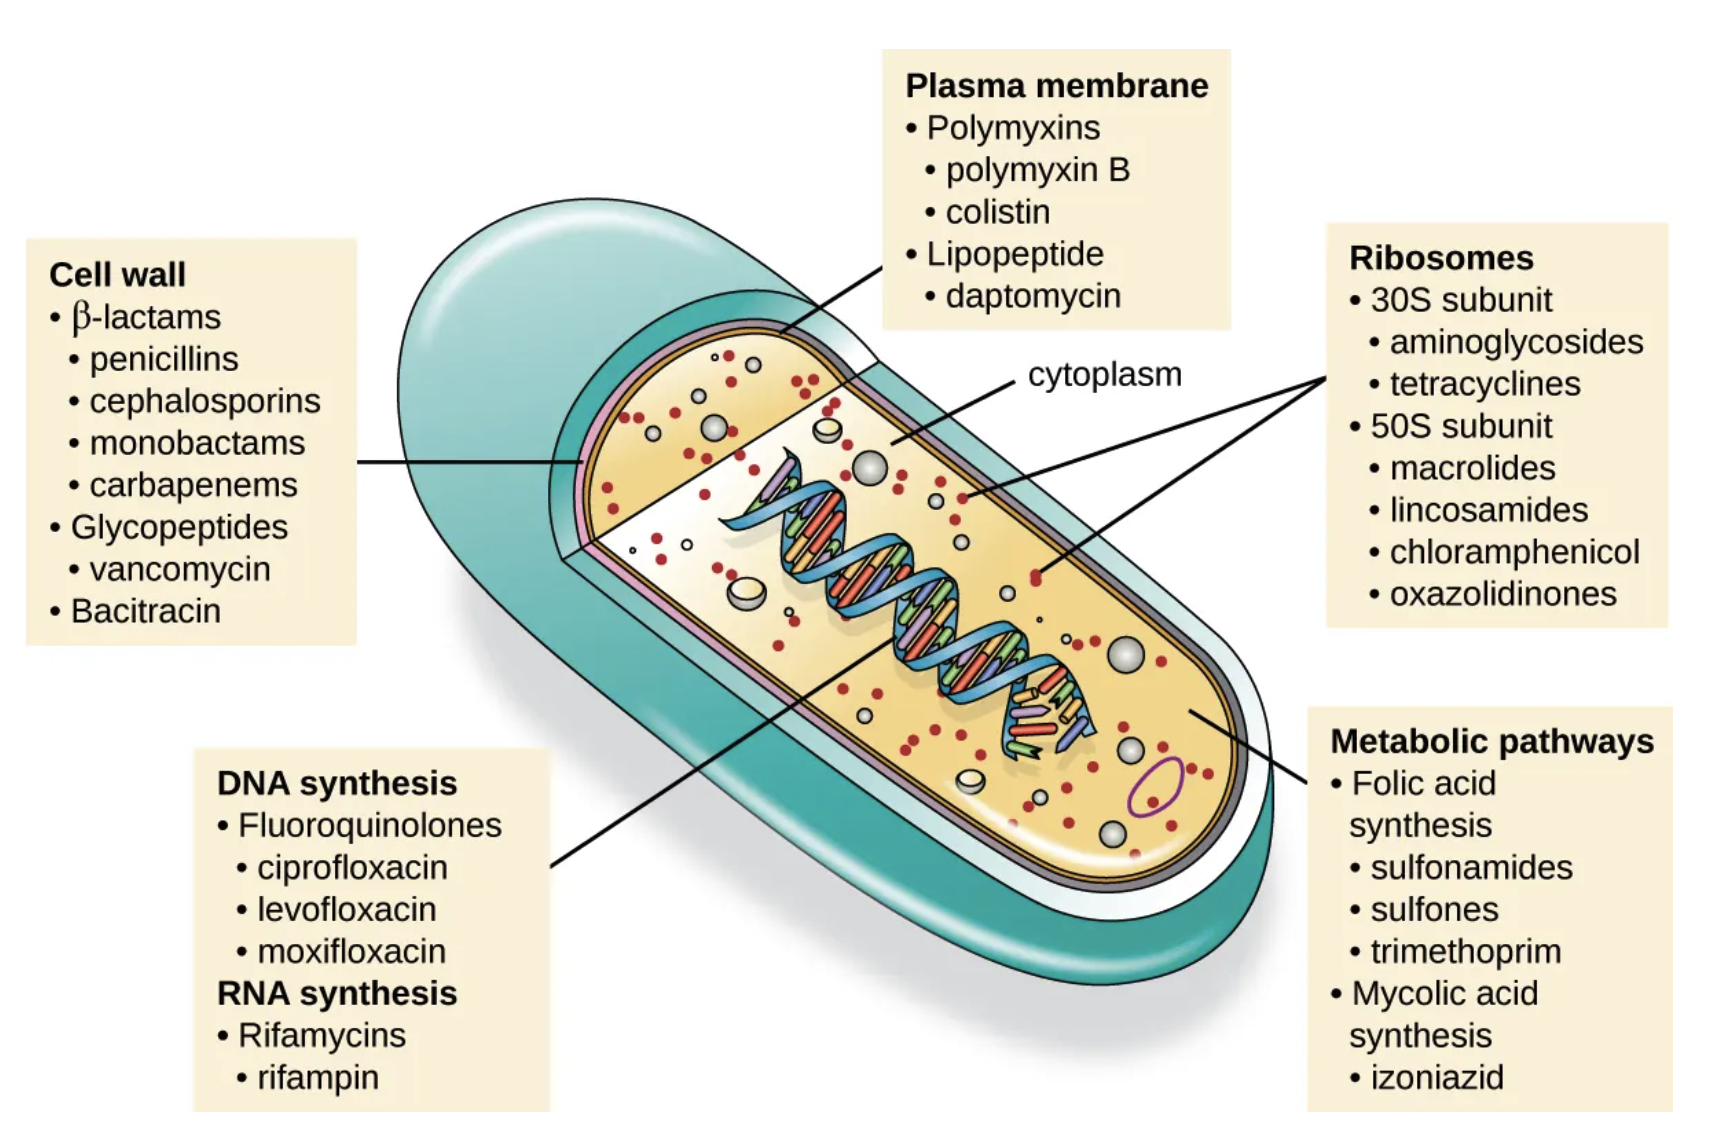 Plasma membrane
• Polymyxins
• polymyxin B
• colistin
• Lipopeptide
• daptomycin
Cell wall
• β-lactams
• penicillins
• cephalosporins
• monobactams
• carbapenems
• Glycopeptides
• vancomycin
• Bacitracin
Ribosomes
• 30S subunit
• aminoglycosides
• tetracyclines
• 50S subunit
• macrolides
• lincosamides
• chloramphenicol
• oxazolidinones
cytoplasm
DNA synthesis
• Fluoroquinolones
• ciprofloxacin
• levofloxacin
• moxifloxacin
RNA synthesis
• Rifamycins
• rifampin
Metabolic pathways
• Folic acid
synthesis
• sulfonamides
• sulfones
• trimethoprim
• Mycolic acid
synthesis
• izoniazid